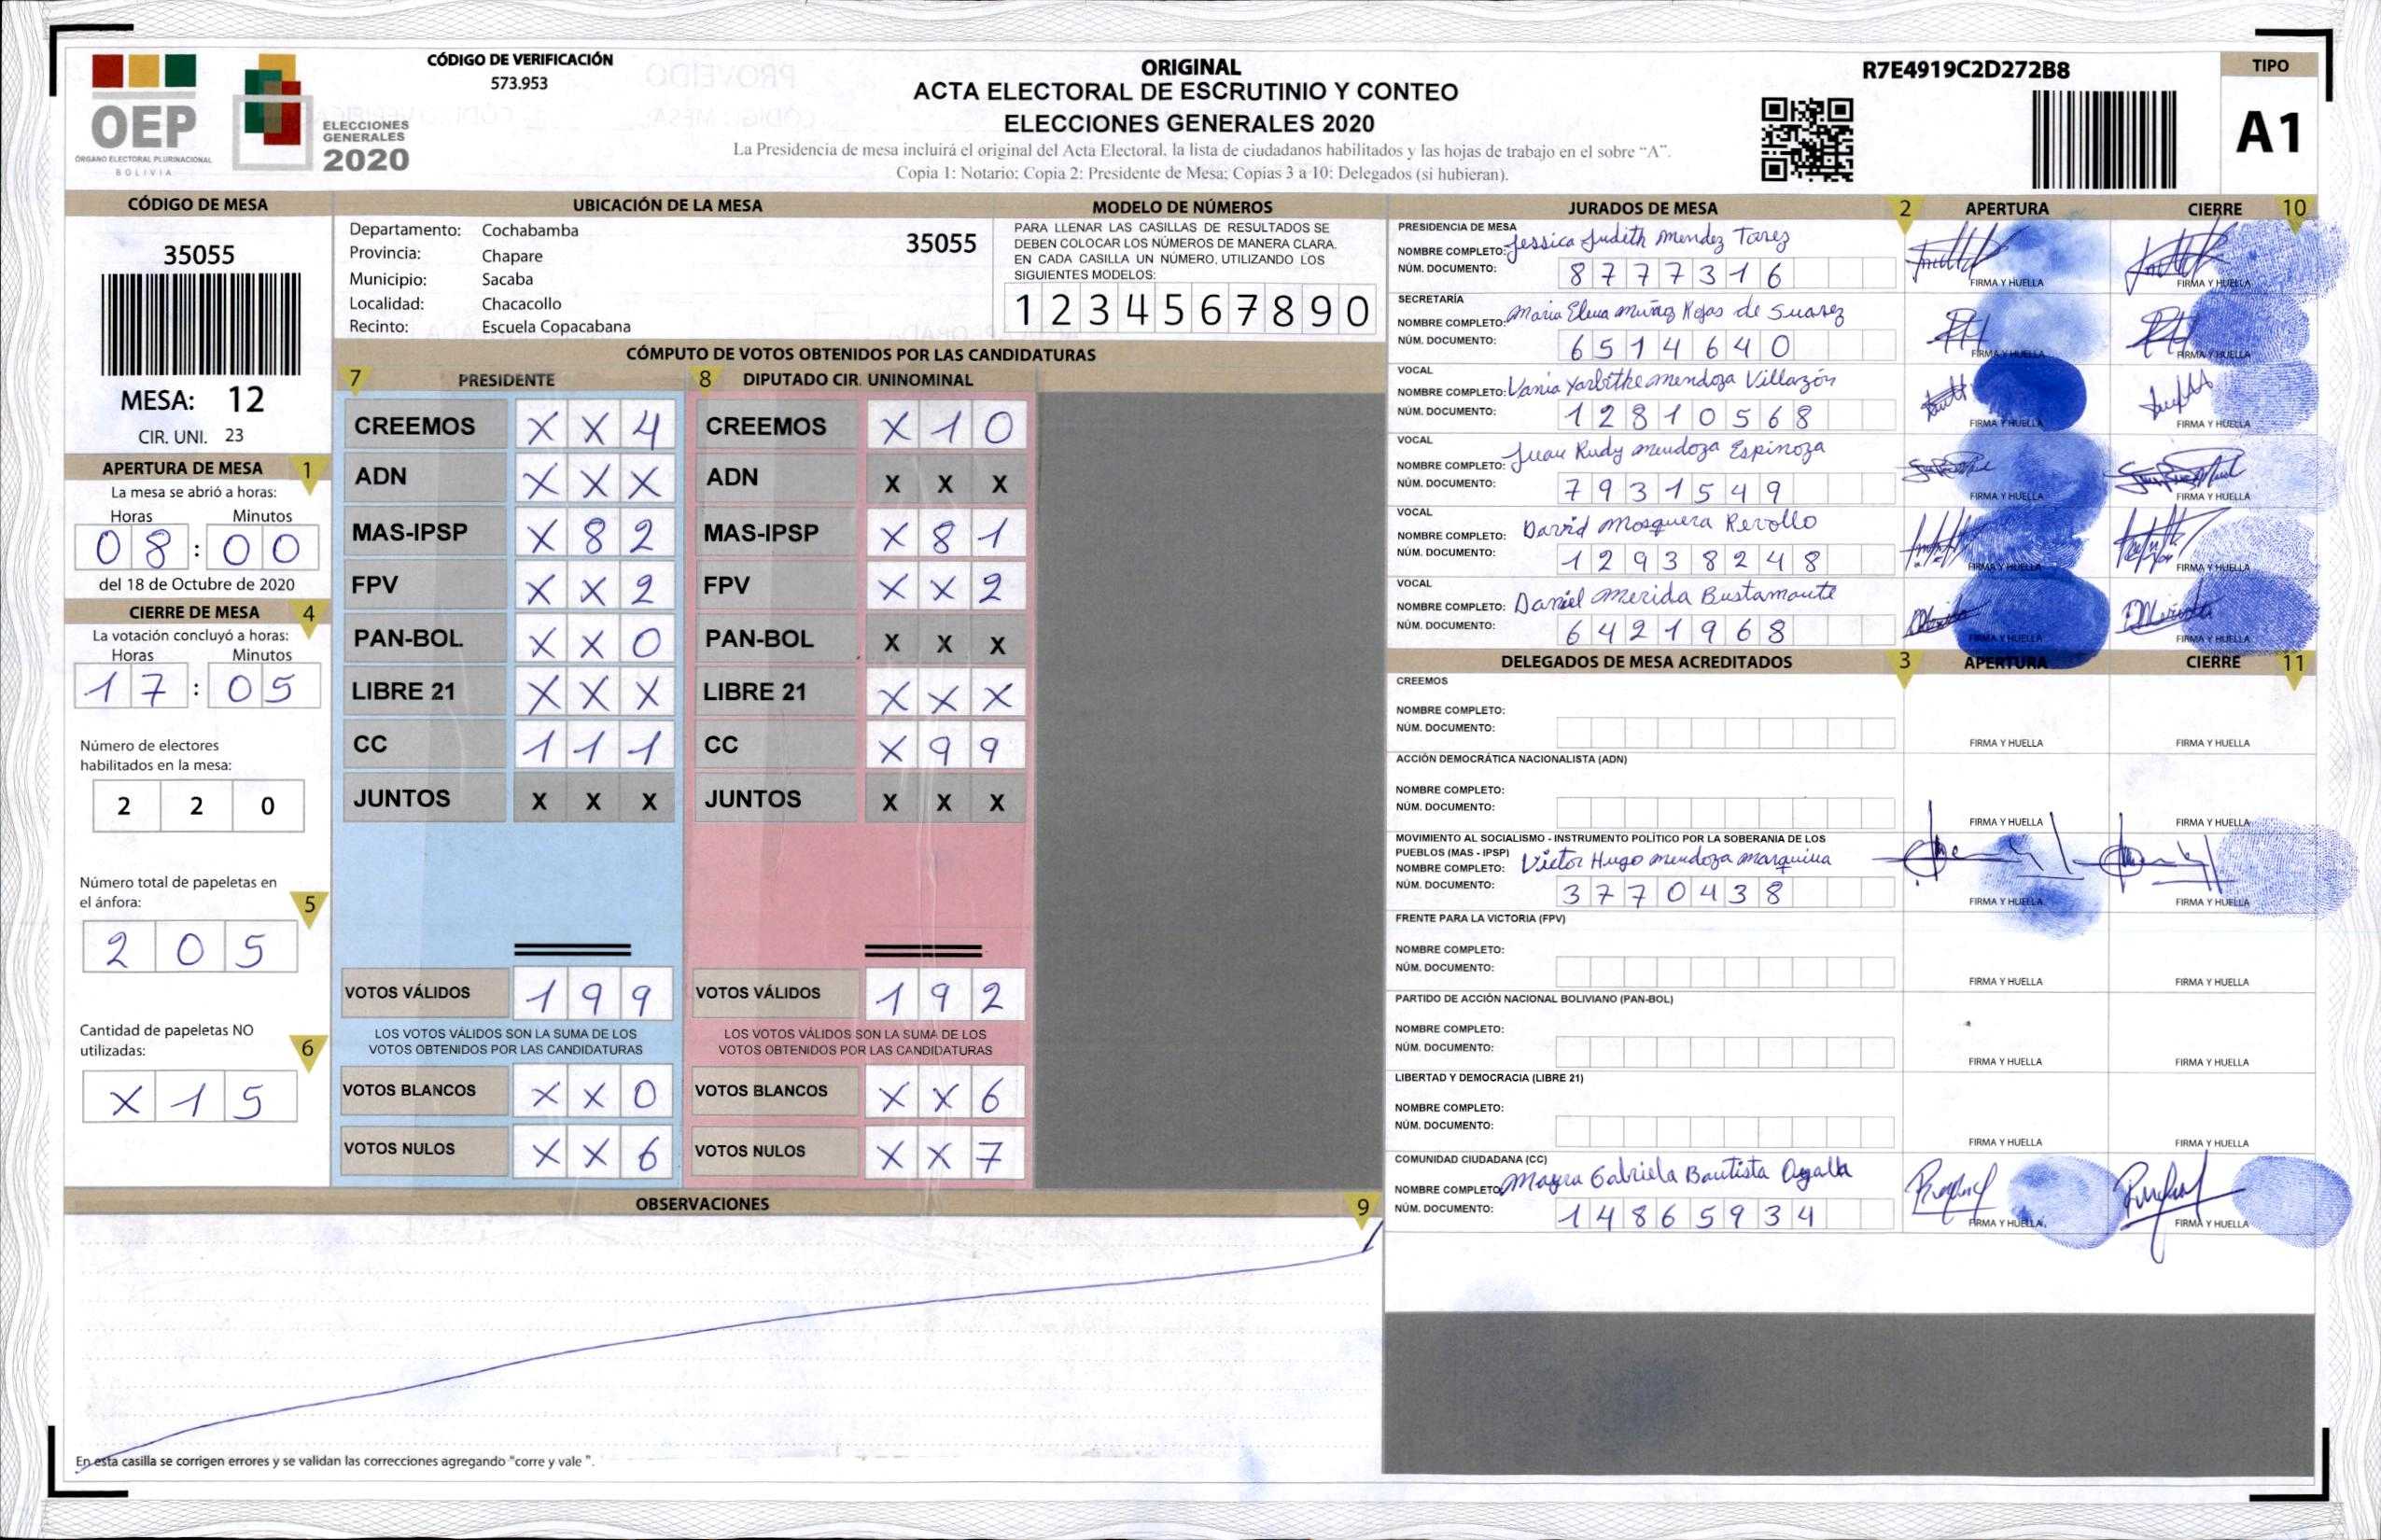 OEP
ÓRGANO ELECTORAL PLURINACIONAL
BOLIVIA
ELECCIONES
GENERALES
2020
CÓDIGO DE VERIFICACIÓN
573.953
ORIGINAL
ACTA ELECTORAL DE ESCRUTINIO Y CONTEO
ELECCIONES GENERALES 2020
La Presidencia de mesa incluirá el original del Acta Electoral, la lista de ciudadanos habilitados y las hojas de trabajo en el sobre “A”.
Copia 1: Notario; Copia 2: Presidente de Mesa; Copias 3 a 10: Delegados (si hubieran).
R7E4919C2D272B8
TIPO
A1
CÓDIGO DE MESA
35055
MESA: 12
CIR. UNI. 23
APERTURA DE MESA 1
La mesa se abrió a horas:
Horas Minutos
08:00
del 18 de Octubre de 2020
CIERRE DE MESA 4
La votación concluyó a horas:
Horas Minutos
17:05
Número de electores
habilitados en la mesa:
2 2 0
Número total de papeletas en
el ánfora: 5
2 0 5
Cantidad de papeletas NO
utilizadas: 6
X 1 5
UBICACIÓN DE LA MESA
Departamento: Cochabamba
Provincia: Chapare
Municipio: Sacaba
Localidad: Chacacollo
Recinto: Escuela Copacabana
35055
MODELO DE NÚMEROS
PARA LLENAR LAS CASILLAS DE RESULTADOS SE
DEBEN COLOCAR LOS NÚMEROS DE MANERA CLARA.
EN CADA CASILLA UN NÚMERO, UTILIZANDO LOS
SIGUIENTES MODELOS:
1 2 3 4 5 6 7 8 9 0
CÓMPUTO DE VOTOS OBTENIDOS POR LAS CANDIDATURAS
7 PRESIDENTE
CREEMOS X X 4
ADN X X X
MAS-IPSP X 8 2
FPV X X 2
PAN-BOL X X 0
LIBRE 21 X X X
CC 1 1 1
JUNTOS X X X
VOTOS VÁLIDOS 1 9 9
LOS VOTOS VÁLIDOS SON LA SUMA DE LOS
VOTOS OBTENIDOS POR LAS CANDIDATURAS
VOTOS BLANCOS X X 0
VOTOS NULOS X X 6
8 DIPUTADO CIR. UNINOMINAL
CREEMOS X 1 0
ADN X X X
MAS-IPSP X 8 1
FPV X X 2
PAN-BOL X X X
LIBRE 21 X X X
CC X 9 9
JUNTOS X X X
VOTOS VÁLIDOS 1 9 2
LOS VOTOS VÁLIDOS SON LA SUMA DE LOS
VOTOS OBTENIDOS POR LAS CANDIDATURAS
VOTOS BLANCOS X X 6
VOTOS NULOS X X 7
OBSERVACIONES 9
En esta casilla se corrigen errores y se validan las correcciones agregando "corre y vale ".
JURADOS DE MESA 2 APERTURA CIERRE 10
PRESIDENCIA DE MESA
NOMBRE COMPLETO: Jessica Judith Mendez Tarez
NÚM. DOCUMENTO: 8777316
FIRMA Y HUELLA FIRMA Y HUELLA
SECRETARÍA
NOMBRE COMPLETO: Maria Elena Muñoz Rojas de Suarez
NÚM. DOCUMENTO: 6514640
FIRMA Y HUELLA FIRMA Y HUELLA
VOCAL
NOMBRE COMPLETO: Vania Mendoza Villazón
NÚM. DOCUMENTO: 12810568
FIRMA Y HUELLA FIRMA Y HUELLA
VOCAL
NOMBRE COMPLETO: Juan Rudy Mendoza Espinoza
NÚM. DOCUMENTO: 7931549
FIRMA Y HUELLA FIRMA Y HUELLA
VOCAL
NOMBRE COMPLETO: David Mosquera Revollo
NÚM. DOCUMENTO: 12938248
FIRMA Y HUELLA FIRMA Y HUELLA
VOCAL
NOMBRE COMPLETO: Daniel Merida Bustamante
NÚM. DOCUMENTO: 6421968
FIRMA Y HUELLA FIRMA Y HUELLA
DELEGADOS DE MESA ACREDITADOS 3 APERTURA CIERRE 11
CREEMOS
NOMBRE COMPLETO:
NÚM. DOCUMENTO:
FIRMA Y HUELLA FIRMA Y HUELLA
ACCIÓN DEMOCRÁTICA NACIONALISTA (ADN)
NOMBRE COMPLETO:
NÚM. DOCUMENTO:
FIRMA Y HUELLA FIRMA Y HUELLA
MOVIMIENTO AL SOCIALISMO - INSTRUMENTO POLÍTICO POR LA SOBERANIA DE LOS
PUEBLOS (MAS - IPSP)
NOMBRE COMPLETO: Victor Hugo Mendoza Marquina
NÚM. DOCUMENTO: 3770438
FIRMA Y HUELLA FIRMA Y HUELLA
FRENTE PARA LA VICTORIA (FPV)
NOMBRE COMPLETO:
NÚM. DOCUMENTO:
FIRMA Y HUELLA FIRMA Y HUELLA
PARTIDO DE ACCIÓN NACIONAL BOLIVIANO (PAN-BOL)
NOMBRE COMPLETO:
NÚM. DOCUMENTO:
FIRMA Y HUELLA FIRMA Y HUELLA
LIBERTAD Y DEMOCRACIA (LIBRE 21)
NOMBRE COMPLETO:
NÚM. DOCUMENTO:
FIRMA Y HUELLA FIRMA Y HUELLA
COMUNIDAD CIUDADANA (CC)
NOMBRE COMPLETO: Mayra Gabriela Bautista Ayalla
NÚM. DOCUMENTO: 14865934
FIRMA Y HUELLA FIRMA Y HUELLA